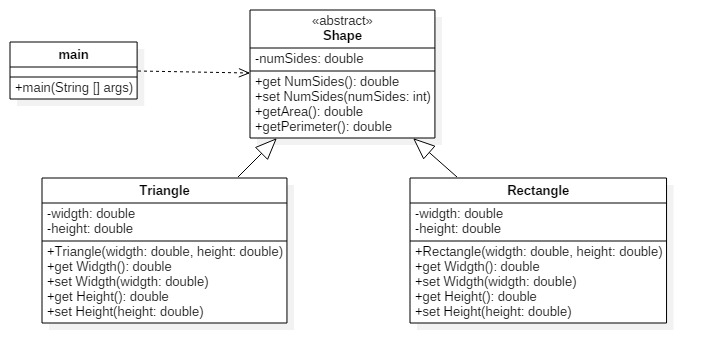 «abstract»
Shape
-numSides: double
+get NumSides(): double
+set NumSides(numSides: int)
+getArea(): double
+getPerimeter(): double
main
+main(String [] args)
Triangle
-widgth: double
-height: double
+Triangle(widgth: double, height: double)
+get Widgth(): double
+set Widgth(widgth: double)
+get Height(): double
+set Height(height: double)
Rectangle
-widgth: double
-height: double
+Rectangle(widgth: double, height: double)
+get Widgth(): double
+set Widgth(widgth: double)
+get Height(): double
+set Height(height: double)